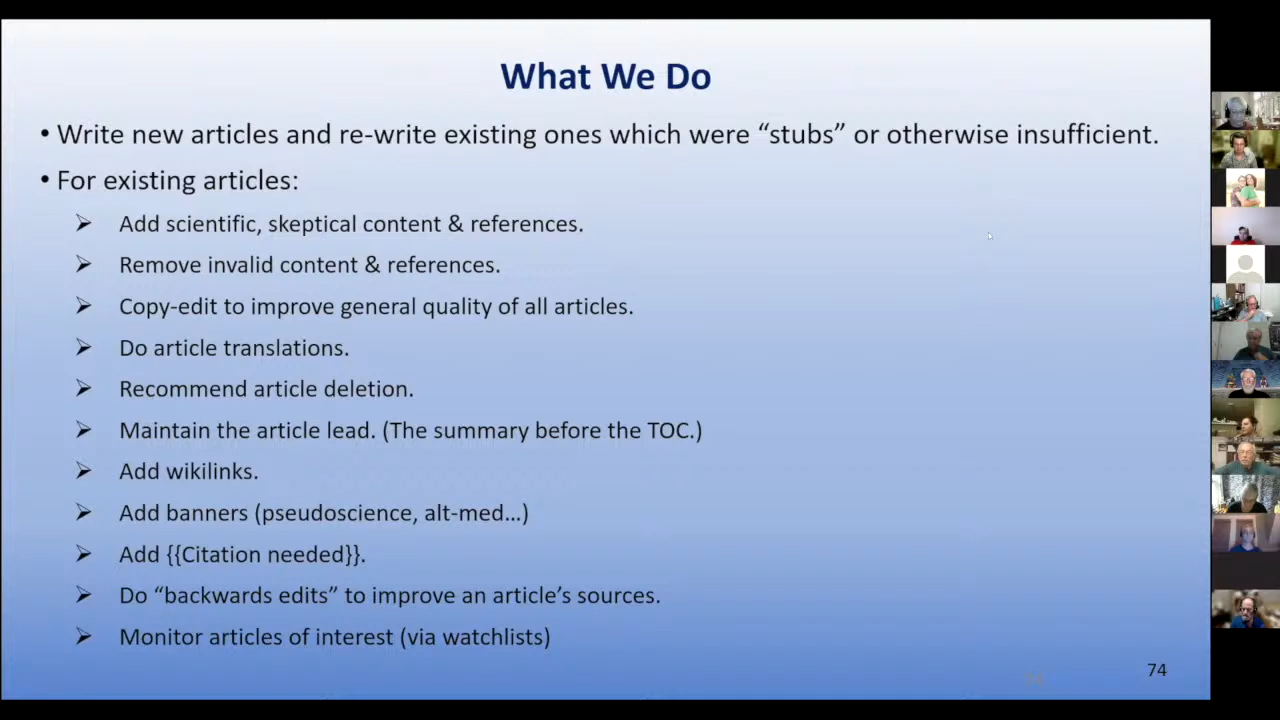 What We Do
• Write new articles and re-write existing ones which were “stubs” or otherwise insufficient.
• For existing articles:
➢ Add scientific, skeptical content & references.
➢ Remove invalid content & references.
➢ Copy-edit to improve general quality of all articles.
➢ Do article translations.
➢ Recommend article deletion.
➢ Maintain the article lead. (The summary before the TOC.)
➢ Add wikilinks.
➢ Add banners (pseudoscience, alt-med…)
➢ Add {{Citation needed}}.
➢ Do “backwards edits” to improve an article’s sources.
➢ Monitor articles of interest (via watchlists)
74